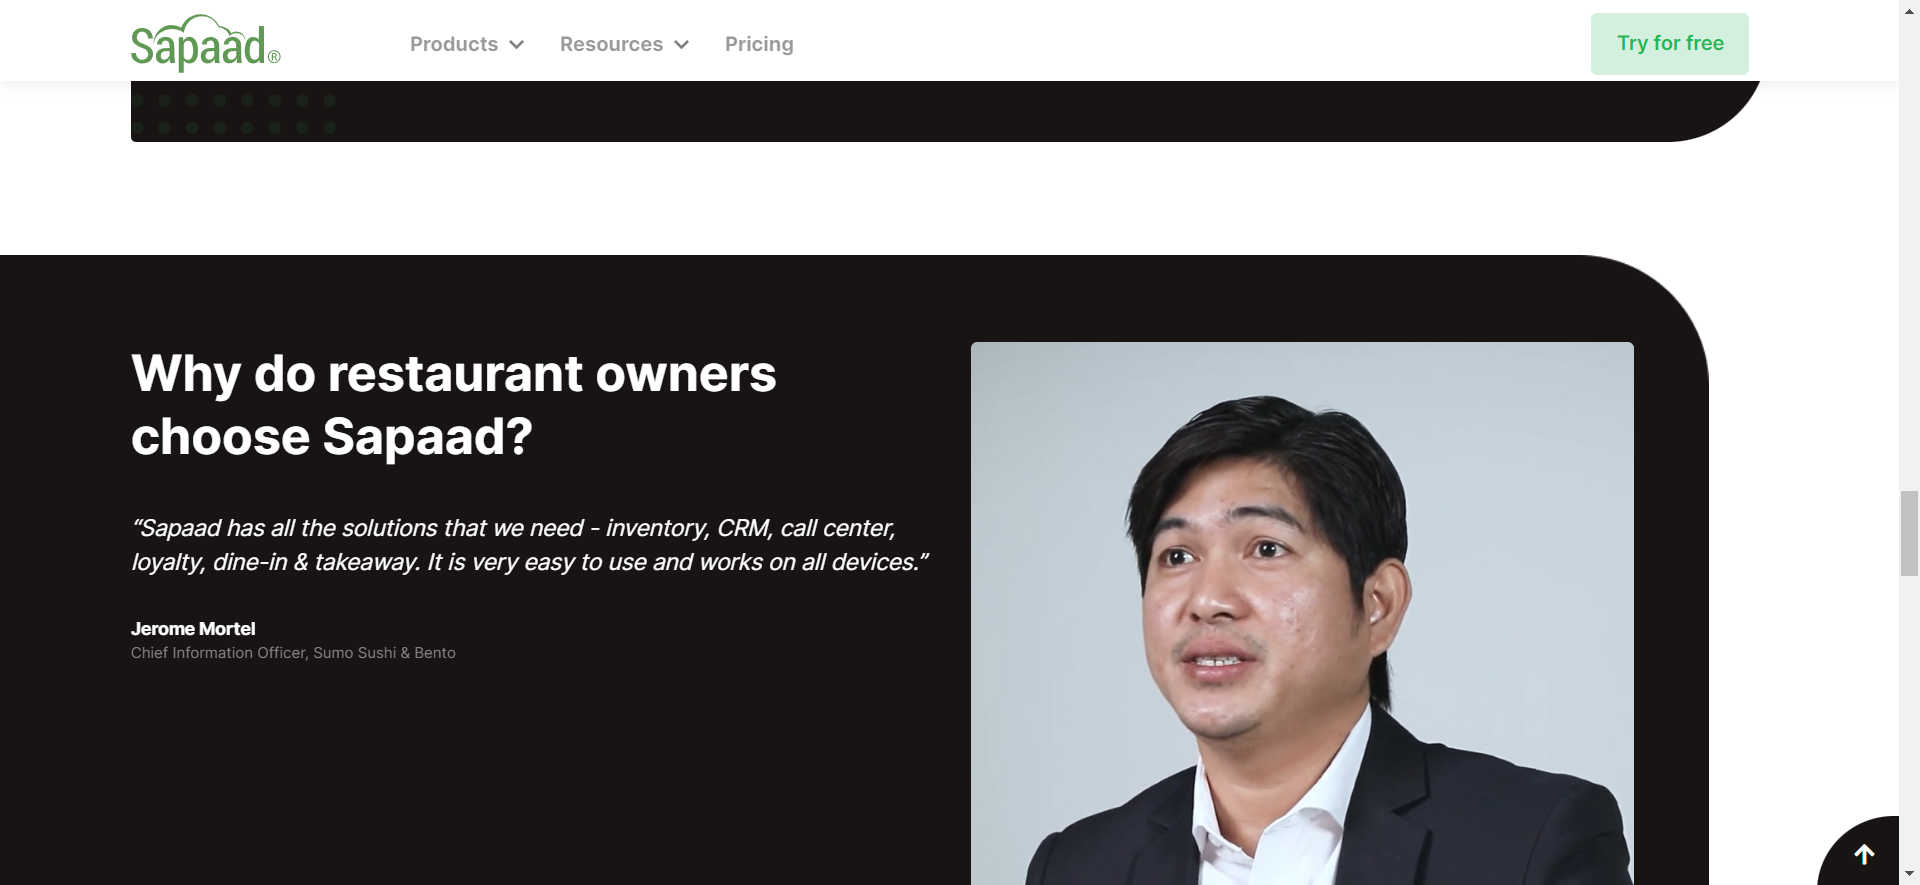 Sapaad®
Products
Resources
Pricing
Try for free
Why do restaurant owners
choose Sapaad?
“Sapaad has all the solutions that we need - inventory, CRM, call center,
loyalty, dine-in & takeaway. It is very easy to use and works on all devices.”
Jerome Mortel
Chief Information Officer, Sumo Sushi & Bento